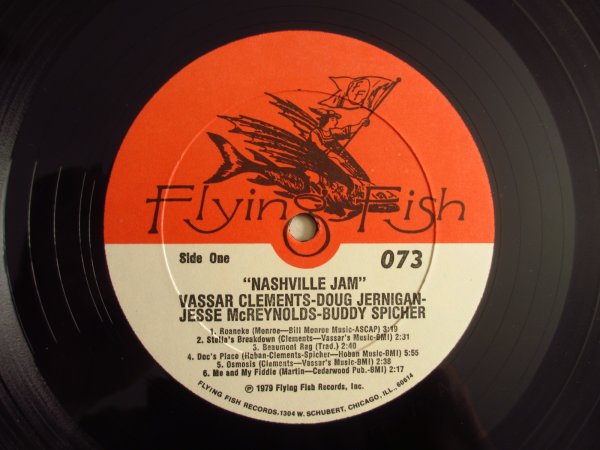 Flying Fish
Side One
073
"NASHVILLE JAM"
VASSAR CLEMENTS-DOUG JERNIGAN-
JESSE McREYNOLDS-BUDDY SPICHER
1. Roaneke (Monroe—Bill Monroe Music-ASCAP) 3:19
2. Stella's Breakdown (Clements—Vassar's Music-BMI) 2:31
3. Beaumont Rag (Trad.) 2:40
4. Doc's Place (Haban-Clements-Spicher—Hoban Music-BMI) 5:55
5. Osmosis (Clements—Vassar's Music-BMI) 2:38
6. Me and My Fiddle (Martin—Cedarwood Pub.-BMI) 2:17
℗ 1979 Flying Fish Records, Inc.
FLYING FISH RECORDS, 1304 W. SCHUBERT, CHICAGO, ILL., 60614